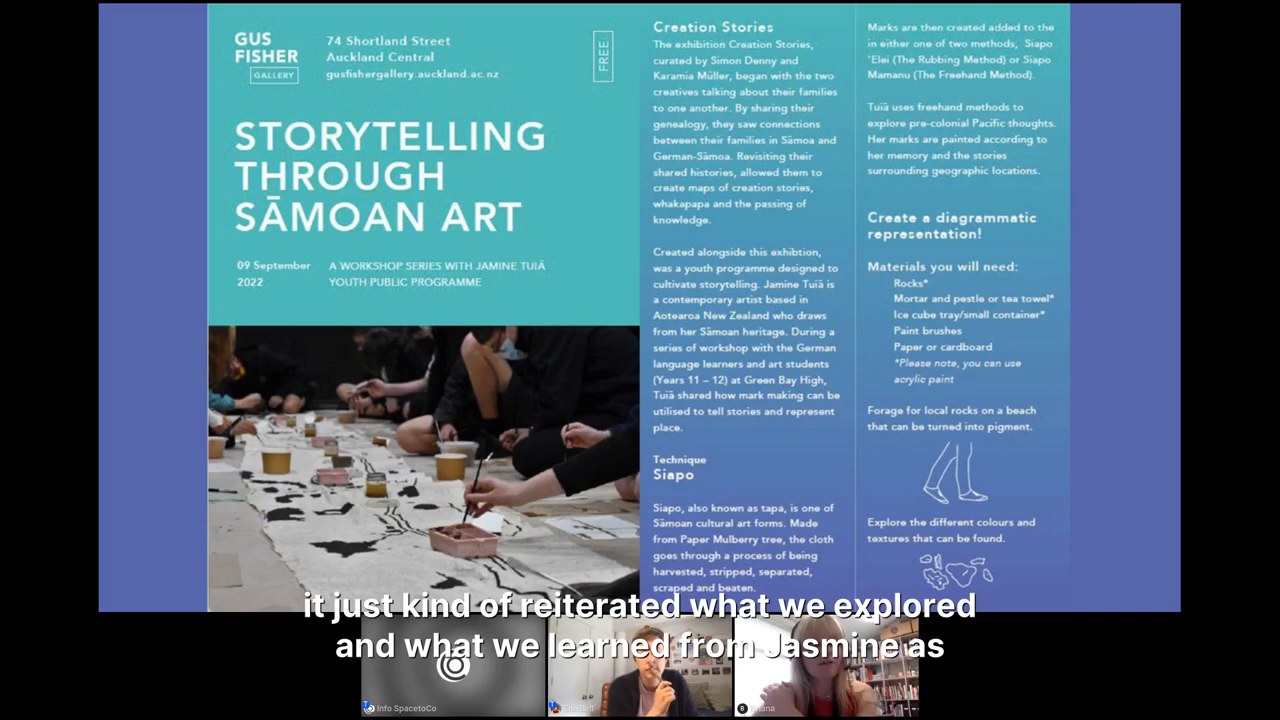 GUS
FISHER
GALLERY
74 Shortland Street
Auckland Central
gusfishergallery.auckland.ac.nz
FREE
STORYTELLING
THROUGH
SĀMOAN ART
09 September
2022
A WORKSHOP SERIES WITH JAMINE TUIĀ
YOUTH PUBLIC PROGRAMME
Creation Stories
The exhibition Creation Stories,
curated by Simon Denny and
Karamia Müller, began with the two
creatives talking about their families
to one another. By sharing their
genealogy, they saw connections
between their families in Sāmoa and
German-Sāmoa. Revisiting their
shared histories, allowed them to
create maps of creation stories,
whakapapa and the passing of
knowledge.
Created alongside this exhibtion,
was a youth programme designed to
cultivate storytelling. Jamine Tuiā is
a contemporary artist based in
Aotearoa New Zealand who draws
from her Sāmoan heritage. During a
series of workshop with the German
language learners and art students
(Years 11 – 12) at Green Bay High,
Tuiā shared how mark making can be
utilised to tell stories and represent
place.
Technique
Siapo
Siapo, also known as tapa, is one of
Sāmoan cultural art forms. Made
from Paper Mulberry tree, the cloth
goes through a process of being
harvested, stripped, separated,
scraped and beaten.
Marks are then created added to the
in either one of two methods, Siapo
'Elei (The Rubbing Method) or Siapo
Mamanu (The Freehand Method).
Tuiā uses freehand methods to
explore pre-colonial Pacific thoughts.
Her marks are painted according to
her memory and the stories
surrounding geographic locations.
Create a diagrammatic
representation!
Materials you will need:
Rocks*
Mortar and pestle or tea towel*
Ice cube tray/small container*
Paint brushes
Paper or cardboard
*Please note, you can use
acrylic paint
Forage for local rocks on a beach
that can be turned into pigment.
Explore the different colours and
textures that can be found.
it just kind of reiterated what we explored
and what we learned from Jasmine as
Info SpacetoCo